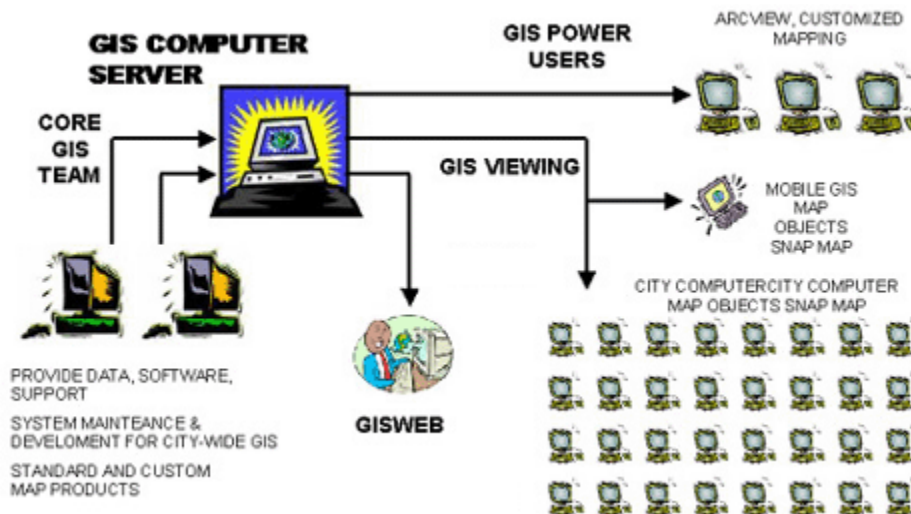 GIS COMPUTER
SERVER
CORE
GIS
TEAM
GIS POWER
USERS
ARCVIEW, CUSTOMIZED
MAPPING
GIS VIEWING
MOBILE GIS
MAP
OBJECTS
SNAP MAP
CITY COMPUTERCITY COMPUTER
MAP OBJECTS SNAP MAP
GISWEB
PROVIDE DATA, SOFTWARE,
SUPPORT
SYSTEM MAINTEANCE &
DEVELOMENT FOR CITY-WIDE GIS
STANDARD AND CUSTOM
MAP PRODUCTS